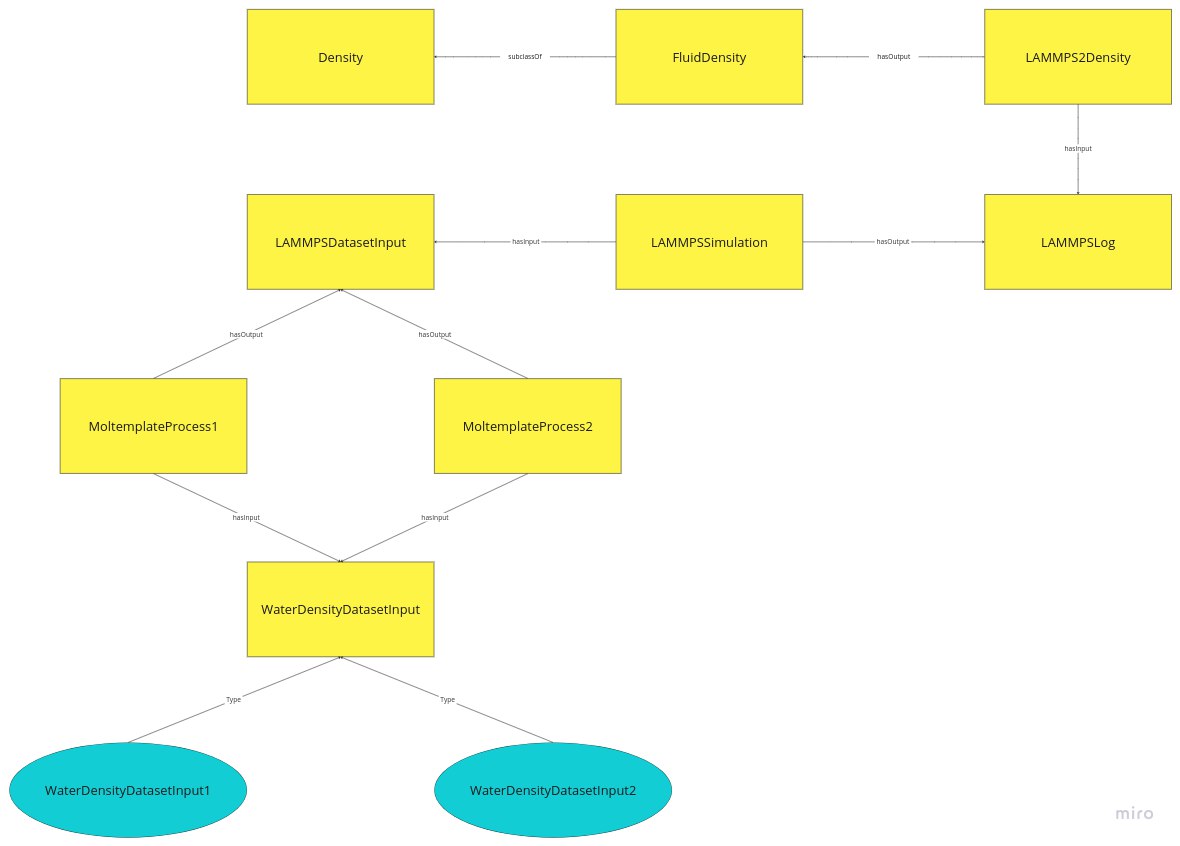 Density
subclassOf
FluidDensity
hasOutput
LAMMPS2Density
hasInput
LAMMPSDatasetInput
hasInput
LAMMPSSimulation
hasOutput
LAMMPSLog
hasOutput
hasOutput
MoltemplateProcess1
MoltemplateProcess2
hasInput
hasInput
WaterDensityDatasetInput
Type
Type
WaterDensityDatasetInput1
WaterDensityDatasetInput2
miro